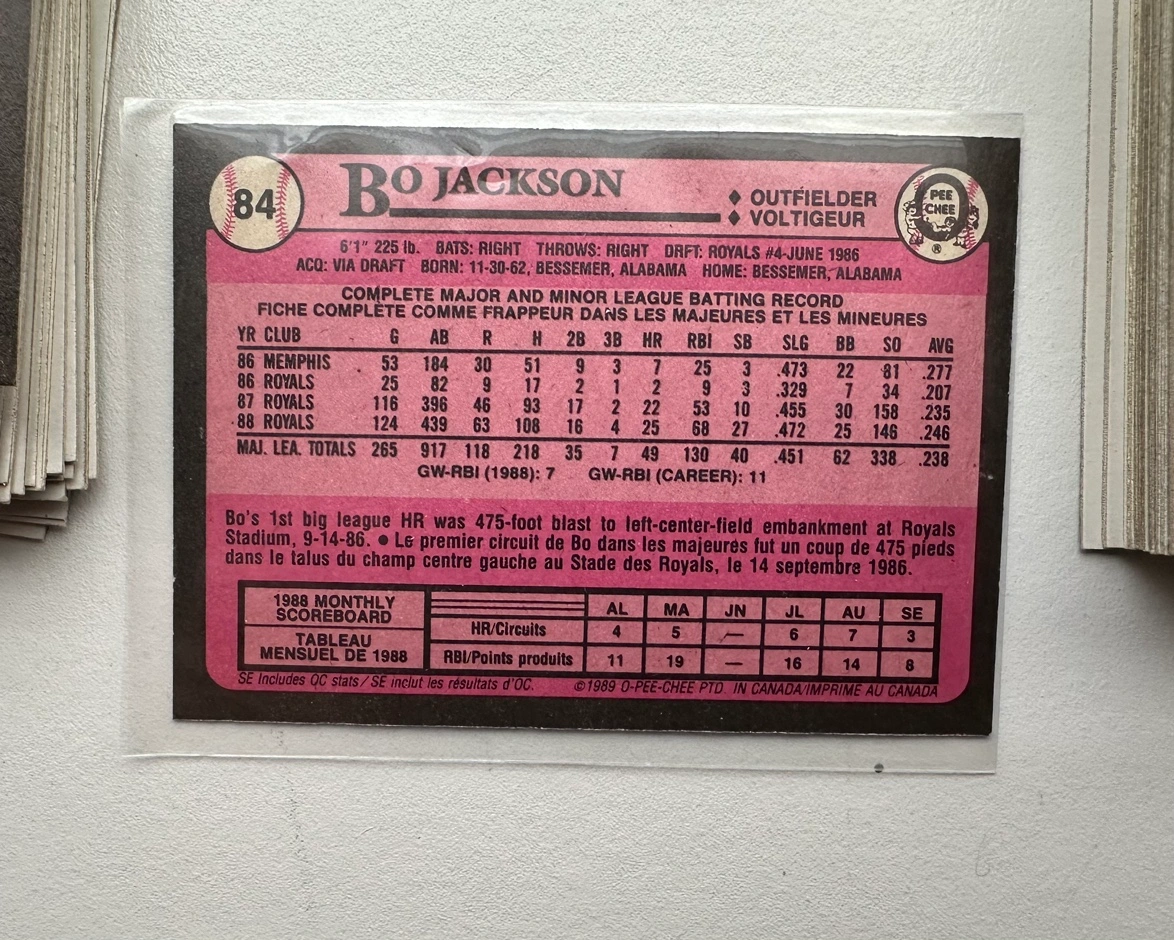 84
BO JACKSON
♦ OUTFIELDER
♦ VOLTIGEUR
PEE
CHEE
®
6'1" 225 lb. BATS: RIGHT THROWS: RIGHT DRFT: ROYALS #4-JUNE 1986
ACQ: VIA DRAFT BORN: 11-30-62, BESSEMER, ALABAMA HOME: BESSEMER, ALABAMA
COMPLETE MAJOR AND MINOR LEAGUE BATTING RECORD
FICHE COMPLÈTE COMME FRAPPEUR DANS LES MAJEURES ET LES MINEURES
YR CLUB G AB R H 2B 3B HR RBI SB SLG BB SO AVG
86 MEMPHIS 53 184 30 51 9 3 7 25 3 .473 22 81 .277
86 ROYALS 25 82 9 17 2 1 2 9 3 .329 7 34 .207
87 ROYALS 116 396 46 93 17 2 22 53 10 .455 30 158 .235
88 ROYALS 124 439 63 108 16 4 25 68 27 .472 25 146 .246
MAJ. LEA. TOTALS 265 917 118 218 35 7 49 130 40 .451 62 338 .238
GW-RBI (1988): 7 GW-RBI (CAREER): 11
Bo's 1st big league HR was 475-foot blast to left-center-field embankment at Royals
Stadium, 9-14-86. ● Le premier circuit de Bo dans les majeures fut un coup de 475 pieds
dans le talus du champ centre gauche au Stade des Royals, le 14 septembre 1986.
1988 MONTHLY
SCOREBOARD
TABLEAU
MENSUEL DE 1988
AL MA JN JL AU SE
HR/Circuits 4 5 — 6 7 3
RBI/Points produits 11 19 — 16 14 8
SE Includes OC stats/SE inclut les résultats d'OC. ©1989 O-PEE-CHEE PTD. IN CANADA/IMPRIME AU CANADA